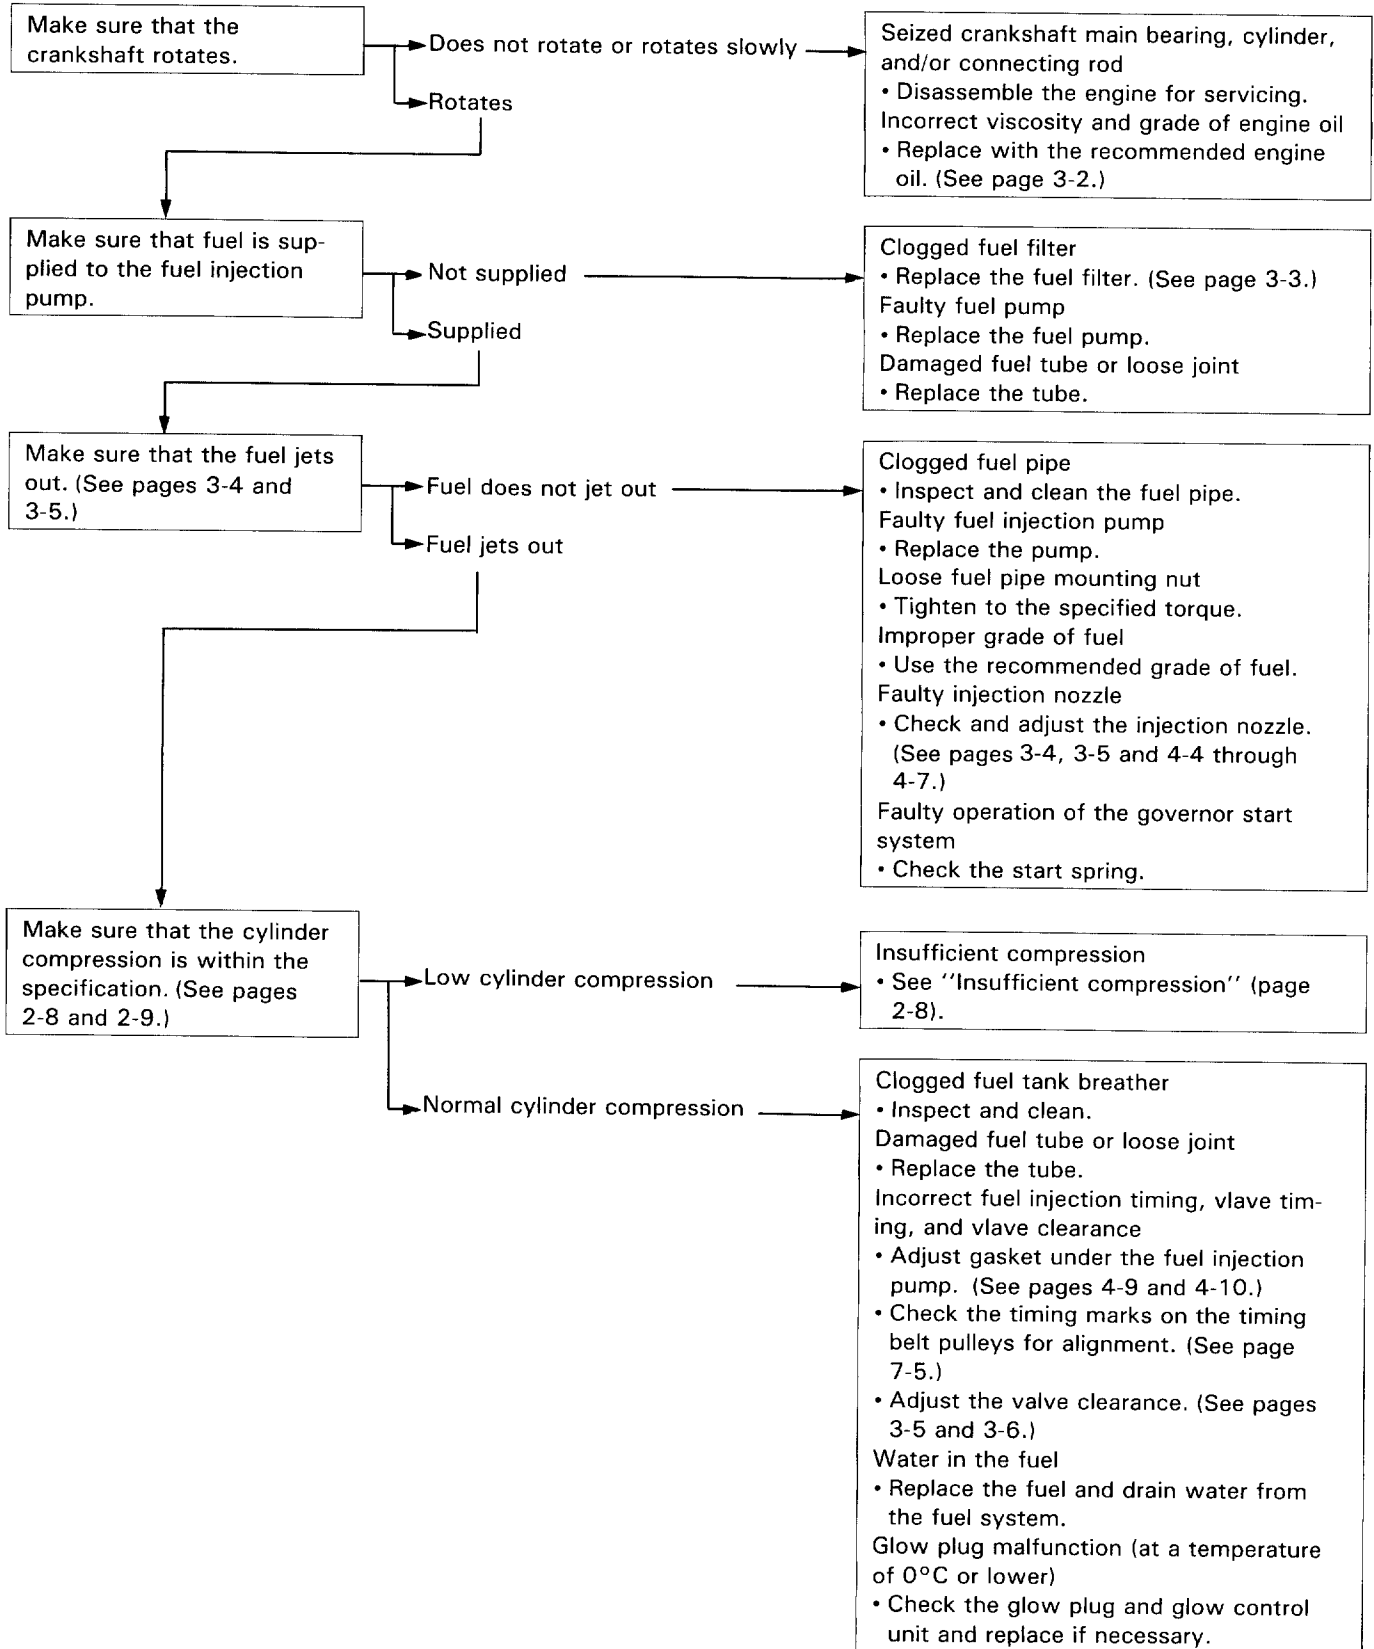 Make sure that the
crankshaft rotates.
Does not rotate or rotates slowly
Rotates
Seized crankshaft main bearing, cylinder,
and/or connecting rod
• Disassemble the engine for servicing.
Incorrect viscosity and grade of engine oil
• Replace with the recommended engine
oil. (See page 3-2.)
Make sure that fuel is sup-
plied to the fuel injection
pump.
Not supplied
Supplied
Clogged fuel filter
• Replace the fuel filter. (See page 3-3.)
Faulty fuel pump
• Replace the fuel pump.
Damaged fuel tube or loose joint
• Replace the tube.
Make sure that the fuel jets
out. (See pages 3-4 and
3-5.)
Fuel does not jet out
Fuel jets out
Clogged fuel pipe
• Inspect and clean the fuel pipe.
Faulty fuel injection pump
• Replace the pump.
Loose fuel pipe mounting nut
• Tighten to the specified torque.
Improper grade of fuel
• Use the recommended grade of fuel.
Faulty injection nozzle
• Check and adjust the injection nozzle.
(See pages 3-4, 3-5 and 4-4 through
4-7.)
Faulty operation of the governor start
system
• Check the start spring.
Make sure that the cylinder
compression is within the
specification. (See pages
2-8 and 2-9.)
Low cylinder compression
Normal cylinder compression
Insufficient compression
• See "Insufficient compression" (page
2-8).
Clogged fuel tank breather
• Inspect and clean.
Damaged fuel tube or loose joint
• Replace the tube.
Incorrect fuel injection timing, vlave tim-
ing, and vlave clearance
• Adjust gasket under the fuel injection
pump. (See pages 4-9 and 4-10.)
• Check the timing marks on the timing
belt pulleys for alignment. (See page
7-5.)
• Adjust the valve clearance. (See pages
3-5 and 3-6.)
Water in the fuel
• Replace the fuel and drain water from
the fuel system.
Glow plug malfunction (at a temperature
of 0°C or lower)
• Check the glow plug and glow control
unit and replace if necessary.